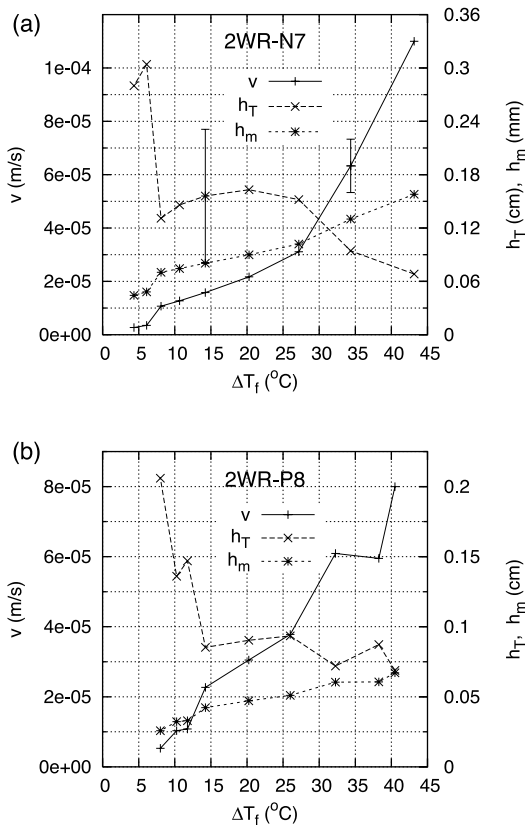 (a)
2WR-N7
v
h_T
h_m
1e-04
8e-05
6e-05
4e-05
2e-05
0e+00
v (m/s)
0.36
0.3
0.24
0.18
0.12
0.06
0
h_T (cm), h_m (mm)
0 5 10 15 20 25 30 35 40 45
ΔT_f (°C)
(b)
2WR-P8
v
h_T
h_m
8e-05
6e-05
4e-05
2e-05
0e+00
v (m/s)
0.2
0.15
0.1
0.05
0
h_T, h_m (cm)
0 5 10 15 20 25 30 35 40 45
ΔT_f (°C)